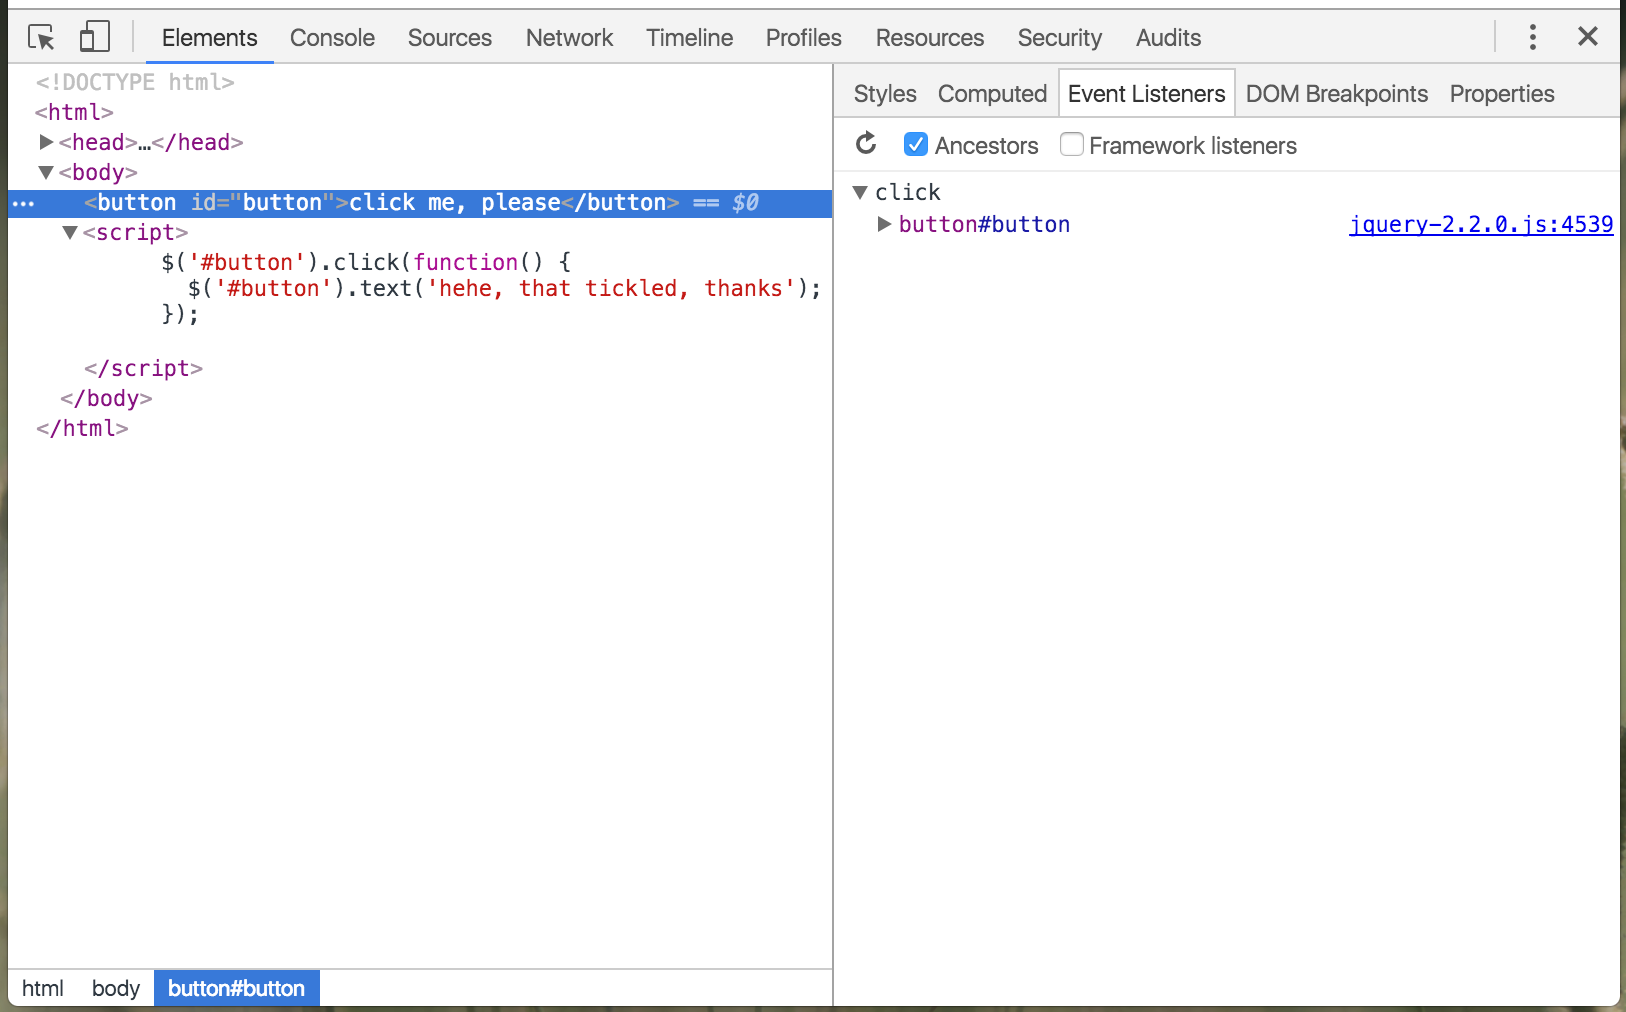 Elements Console Sources Network Timeline Profiles Resources Security Audits
<!DOCTYPE html>
<html>
<head>…</head>
<body>
<button id="button">click me, please</button> == $0
<script>
$('#button').click(function() {
$('#button').text('hehe, that tickled, thanks');
});
</script>
</body>
</html>
html body button#button
Styles Computed Event Listeners DOM Breakpoints Properties
Ancestors Framework listeners
click
button#button jquery-2.2.0.js:4539